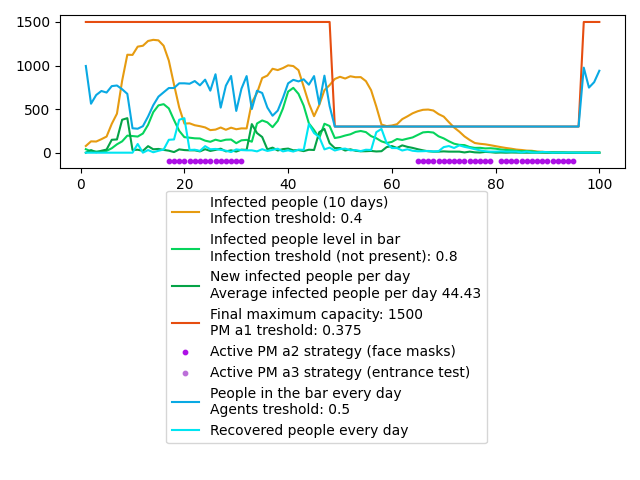 1500
1000
500
0
0 20 40 60 80 100
Infected people (10 days)
Infection treshold: 0.4
Infected people level in bar
Infection treshold (not present): 0.8
New infected people per day
Average infected people per day 44.43
Final maximum capacity: 1500
PM a1 treshold: 0.375
Active PM a2 strategy (face masks)
Active PM a3 strategy (entrance test)
People in the bar every day
Agents treshold: 0.5
Recovered people every day